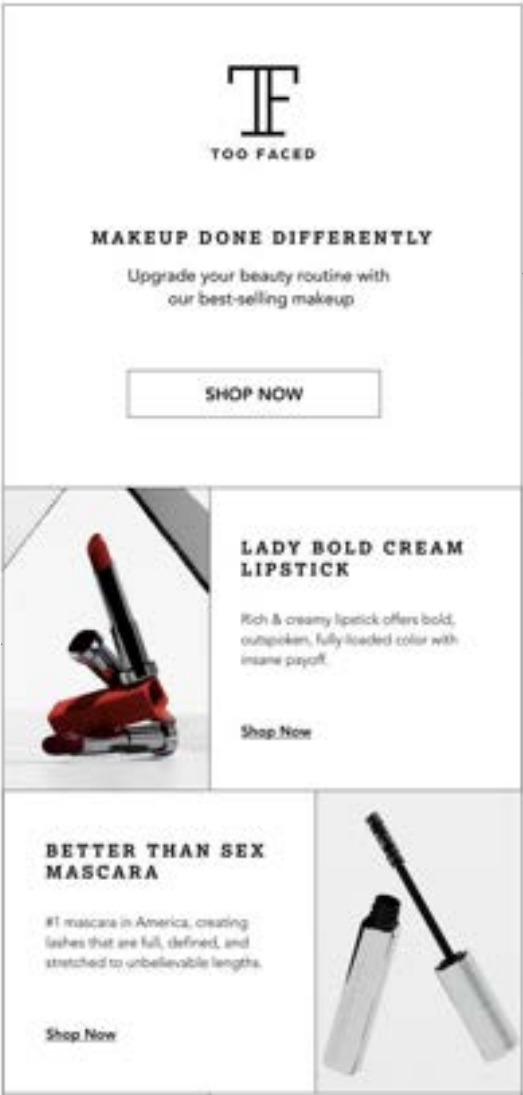 TF
TOO FACED
MAKEUP DONE DIFFERENTLY
Upgrade your beauty routine with
our best-selling makeup
SHOP NOW
LADY BOLD CREAM
LIPSTICK
Rich & creamy lipstick offers bold,
outspoken, fully-loaded color with
insane payoff.
Shop Now
BETTER THAN SEX
MASCARA
#1 mascara in America, creating
lashes that are full, defined, and
stretched to unbelievable lengths.
Shop Now